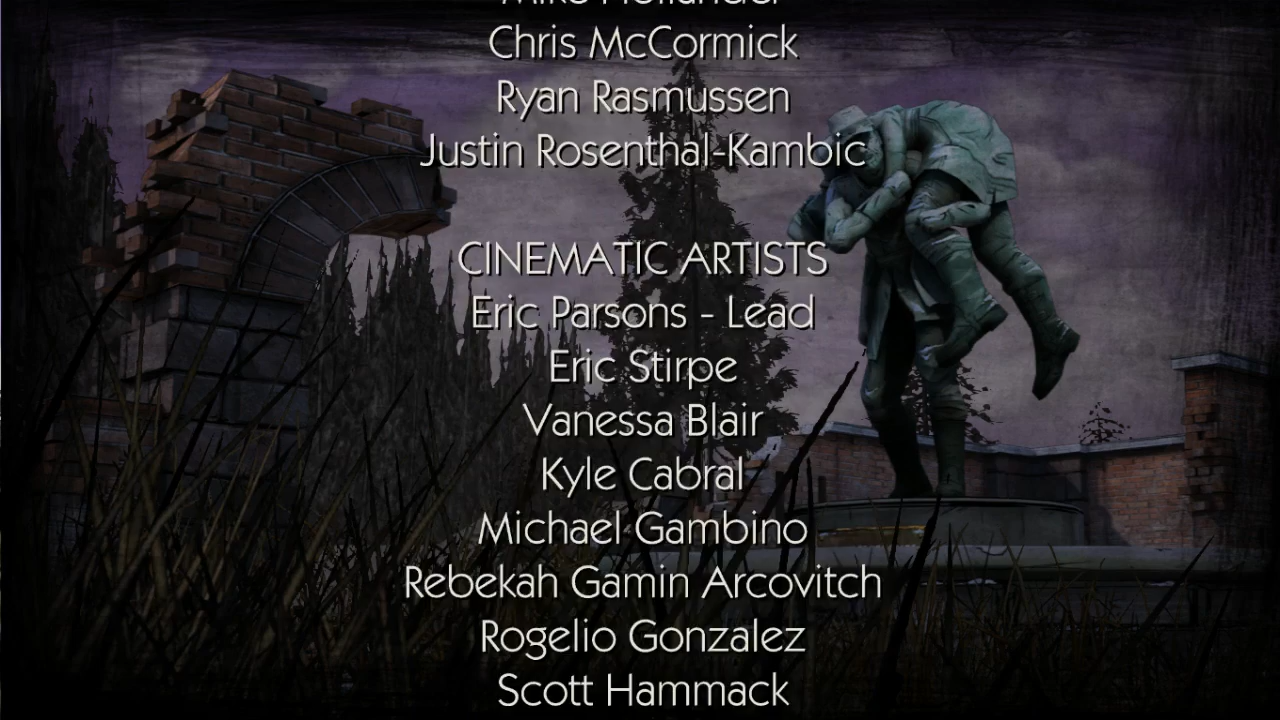 Chris McCormick
Ryan Rasmussen
Justin Rosenthal-Kambic
CINEMATIC ARTISTS
Eric Parsons - Lead
Eric Stirpe
Vanessa Blair
Kyle Cabral
Michael Gambino
Rebekah Gamin Arcovitch
Rogelio Gonzalez
Scott Hammack